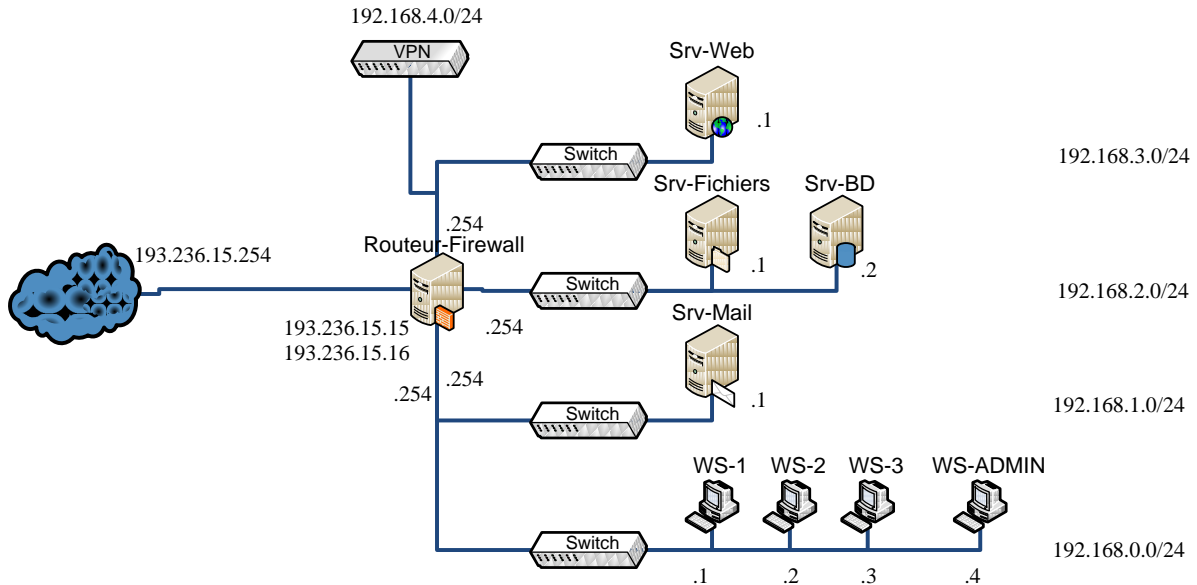 192.168.4.0/24
VPN
Srv-Web
.1
Switch
192.168.3.0/24
Srv-Fichiers
Srv-BD
.254
Routeur-Firewall
193.236.15.254
.1
.2
Switch
192.168.2.0/24
193.236.15.15
.254
Srv-Mail
193.236.15.16
.254
.254
.1
Switch
192.168.1.0/24
WS-1
WS-2
WS-3
WS-ADMIN
Switch
192.168.0.0/24
.1
.2
.3
.4